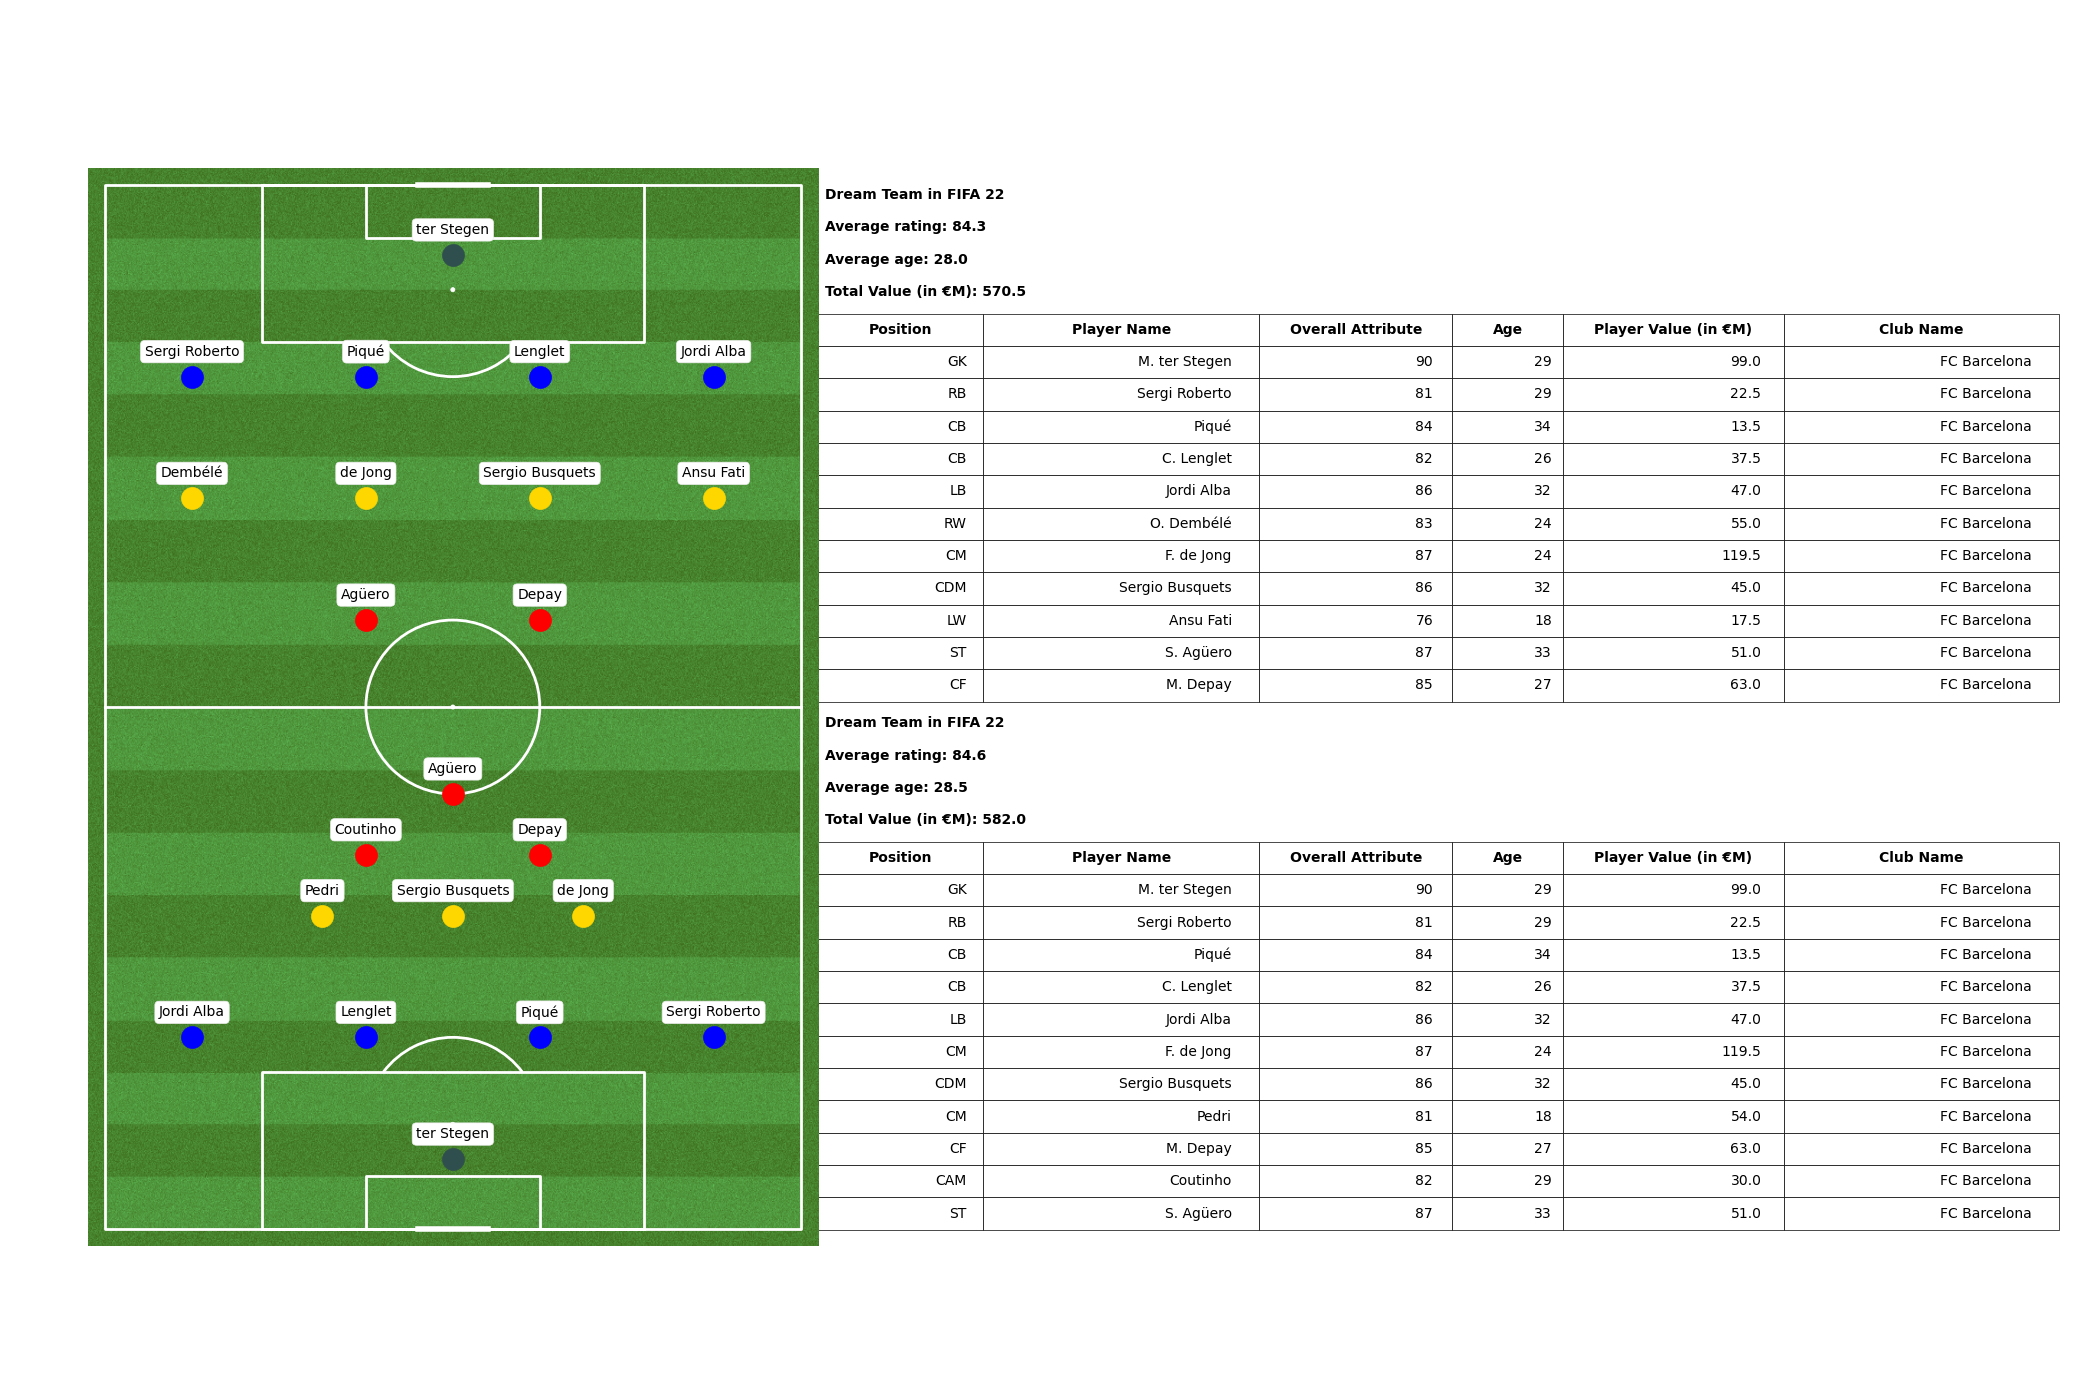 ter Stegen
Sergi Roberto Piqué Lenglet Jordi Alba
Dembélé de Jong Sergio Busquets Ansu Fati
Agüero Depay
Agüero
Coutinho Depay
Pedri Sergio Busquets de Jong
Jordi Alba Lenglet Piqué Sergi Roberto
ter Stegen
Dream Team in FIFA 22
Average rating: 84.3
Average age: 28.0
Total Value (in €M): 570.5
Position Player Name Overall Attribute Age Player Value (in €M) Club Name
GK M. ter Stegen 90 29 99.0 FC Barcelona
RB Sergi Roberto 81 29 22.5 FC Barcelona
CB Piqué 84 34 13.5 FC Barcelona
CB C. Lenglet 82 26 37.5 FC Barcelona
LB Jordi Alba 86 32 47.0 FC Barcelona
RW O. Dembélé 83 24 55.0 FC Barcelona
CM F. de Jong 87 24 119.5 FC Barcelona
CDM Sergio Busquets 86 32 45.0 FC Barcelona
LW Ansu Fati 76 18 17.5 FC Barcelona
ST S. Agüero 87 33 51.0 FC Barcelona
CF M. Depay 85 27 63.0 FC Barcelona
Dream Team in FIFA 22
Average rating: 84.6
Average age: 28.5
Total Value (in €M): 582.0
Position Player Name Overall Attribute Age Player Value (in €M) Club Name
GK M. ter Stegen 90 29 99.0 FC Barcelona
RB Sergi Roberto 81 29 22.5 FC Barcelona
CB Piqué 84 34 13.5 FC Barcelona
CB C. Lenglet 82 26 37.5 FC Barcelona
LB Jordi Alba 86 32 47.0 FC Barcelona
CM F. de Jong 87 24 119.5 FC Barcelona
CDM Sergio Busquets 86 32 45.0 FC Barcelona
CM Pedri 81 18 54.0 FC Barcelona
CF M. Depay 85 27 63.0 FC Barcelona
CAM Coutinho 82 29 30.0 FC Barcelona
ST S. Agüero 87 33 51.0 FC Barcelona